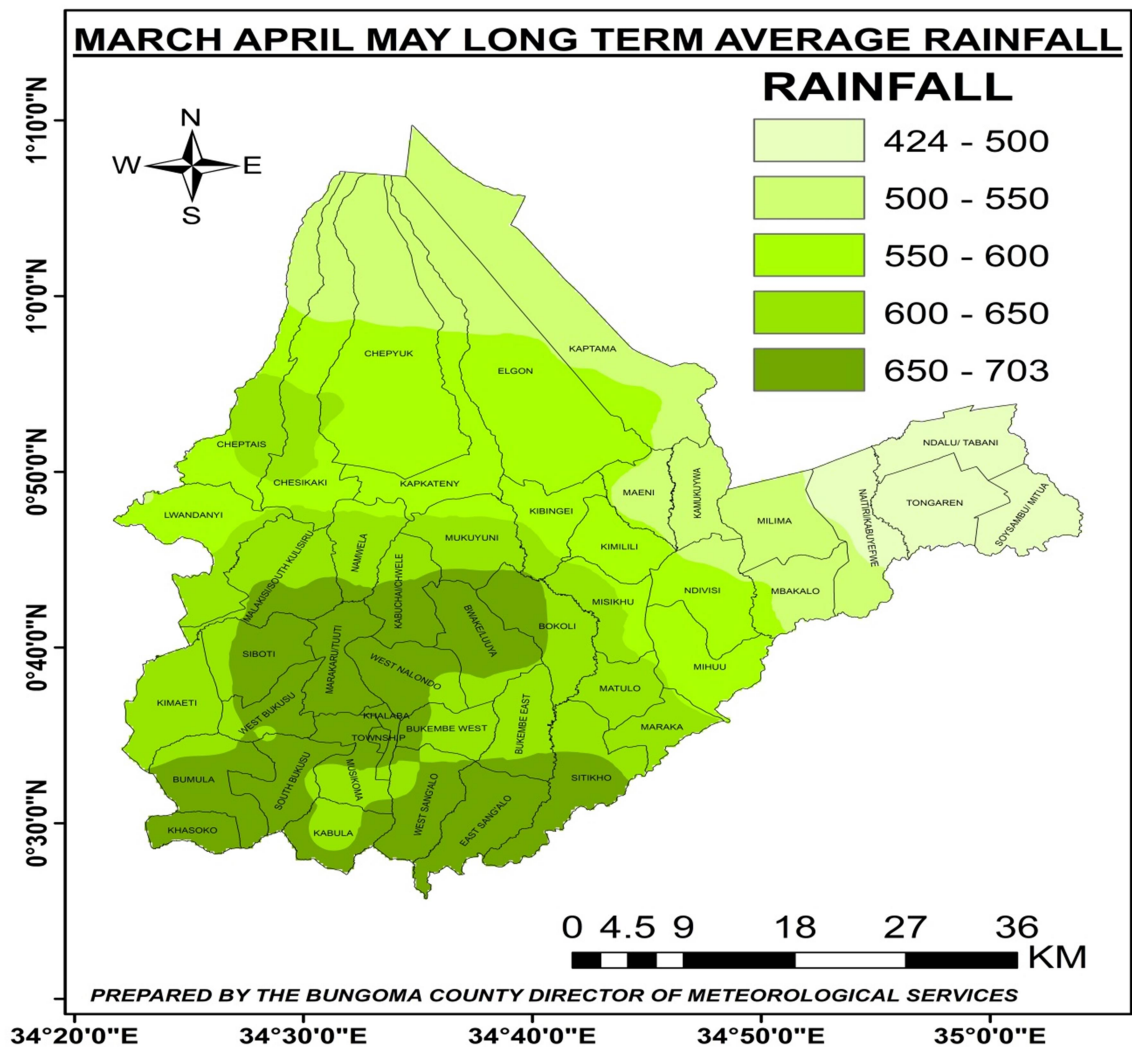 MARCH APRIL MAY LONG TERM AVERAGE RAINFALL
RAINFALL
424 - 500
500 - 550
550 - 600
600 - 650
650 - 703
N
W E
S
1°10'0"N
1°0'0"N
0°50'0"N
0°40'0"N
0°30'0"N
KAPTAMA
CHEPYUK
ELGON
CHEPTAIS
CHESIKAKI
KAPKATENY
LWANDANYI
KIBINGEI
MAENI
KAMUKUYWA
MILIMA
NAITIRI/KABUYEFWE
NDALU/ TABANI
TONGAREN
SOYSAMBU/ MITUA
MALAKISI/SOUTH KULISIRU
NAMWELA
KABUCHAI/CHWELE
MUKUYUNI
KIMILILI
MISIKHU
NDIVISI
MBAKALO
BWAKE/LUUYA
BOKOLI
SIBOTI
MARAKARU/TUUTI
WEST NALONDO
MIHUU
KIMAETI
WEST BUKUSU
KHALABA
TOWNSHIP
BUKEMBE WEST
BUKEMBE EAST
MATULO
MARAKA
BUMULA
SOUTH BUKUSU
MUSIKOMA
WEST SANG'ALO
EAST SANG'ALO
SITIKHO
KHASOKO
KABULA
0 4.5 9 18 27 36
KM
PREPARED BY THE BUNGOMA COUNTY DIRECTOR OF METEOROLOGICAL SERVICES
34°20'0"E 34°30'0"E 34°40'0"E 34°50'0"E 35°0'0"E